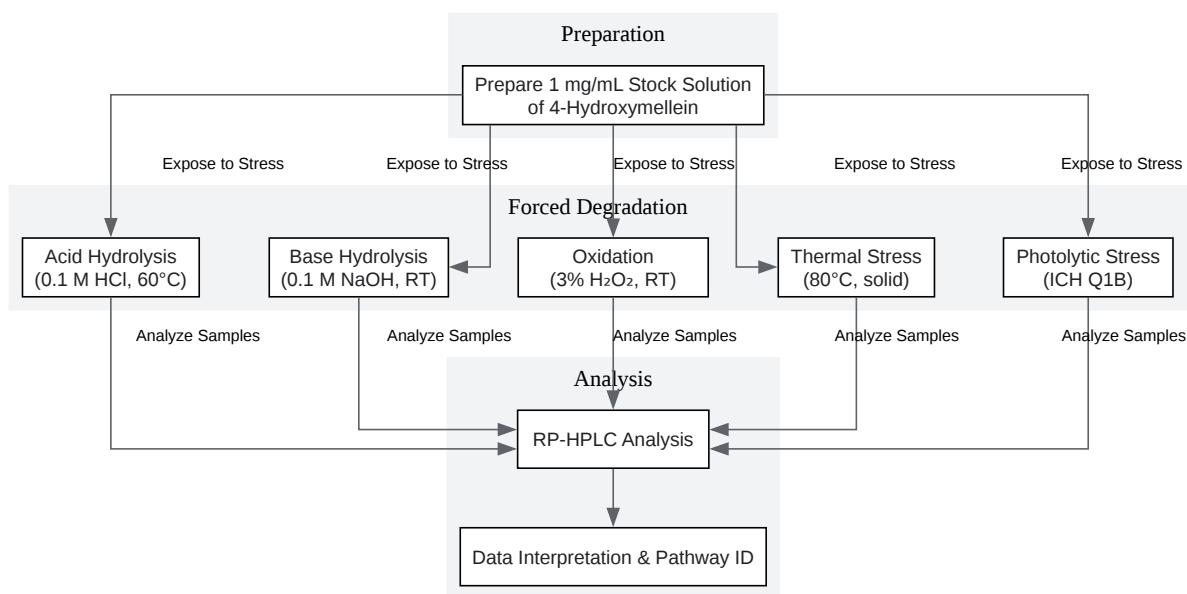 Preparation
Prepare 1 mg/mL Stock Solution
of 4-Hydroxymellein
Expose to Stress
Expose to Stress
Expose to Stress
Expose to Stress
Expose to Stress
Forced Degradation
Acid Hydrolysis
(0.1 M HCl, 60°C)
Base Hydrolysis
(0.1 M NaOH, RT)
Oxidation
(3% H₂O₂, RT)
Thermal Stress
(80°C, solid)
Photolytic Stress
(ICH Q1B)
Analyze Samples
Analyze Samples
Analyze Samples
Analyze Samples
Analyze Samples
Analysis
RP-HPLC Analysis
Data Interpretation & Pathway ID